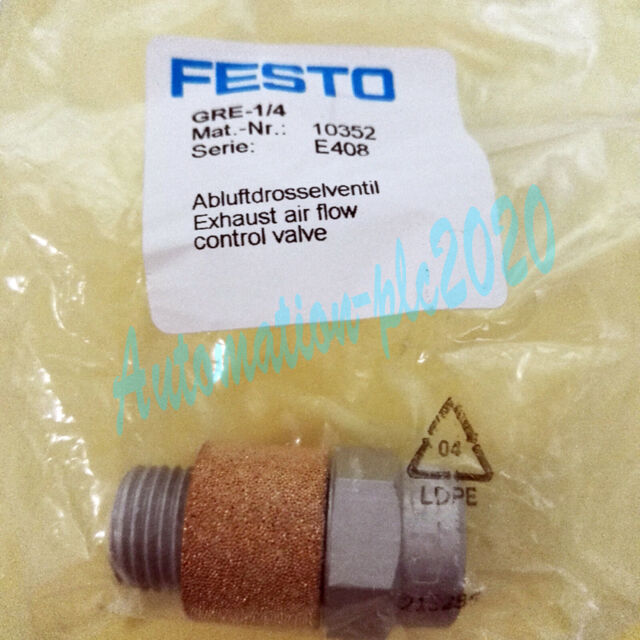 FESTO
GRE-1/4
Mat.-Nr.: 10352
Serie: E408
Abluftdrosselventil
Exhaust air flow
control valve
Automation-plc2020
04
LDPE